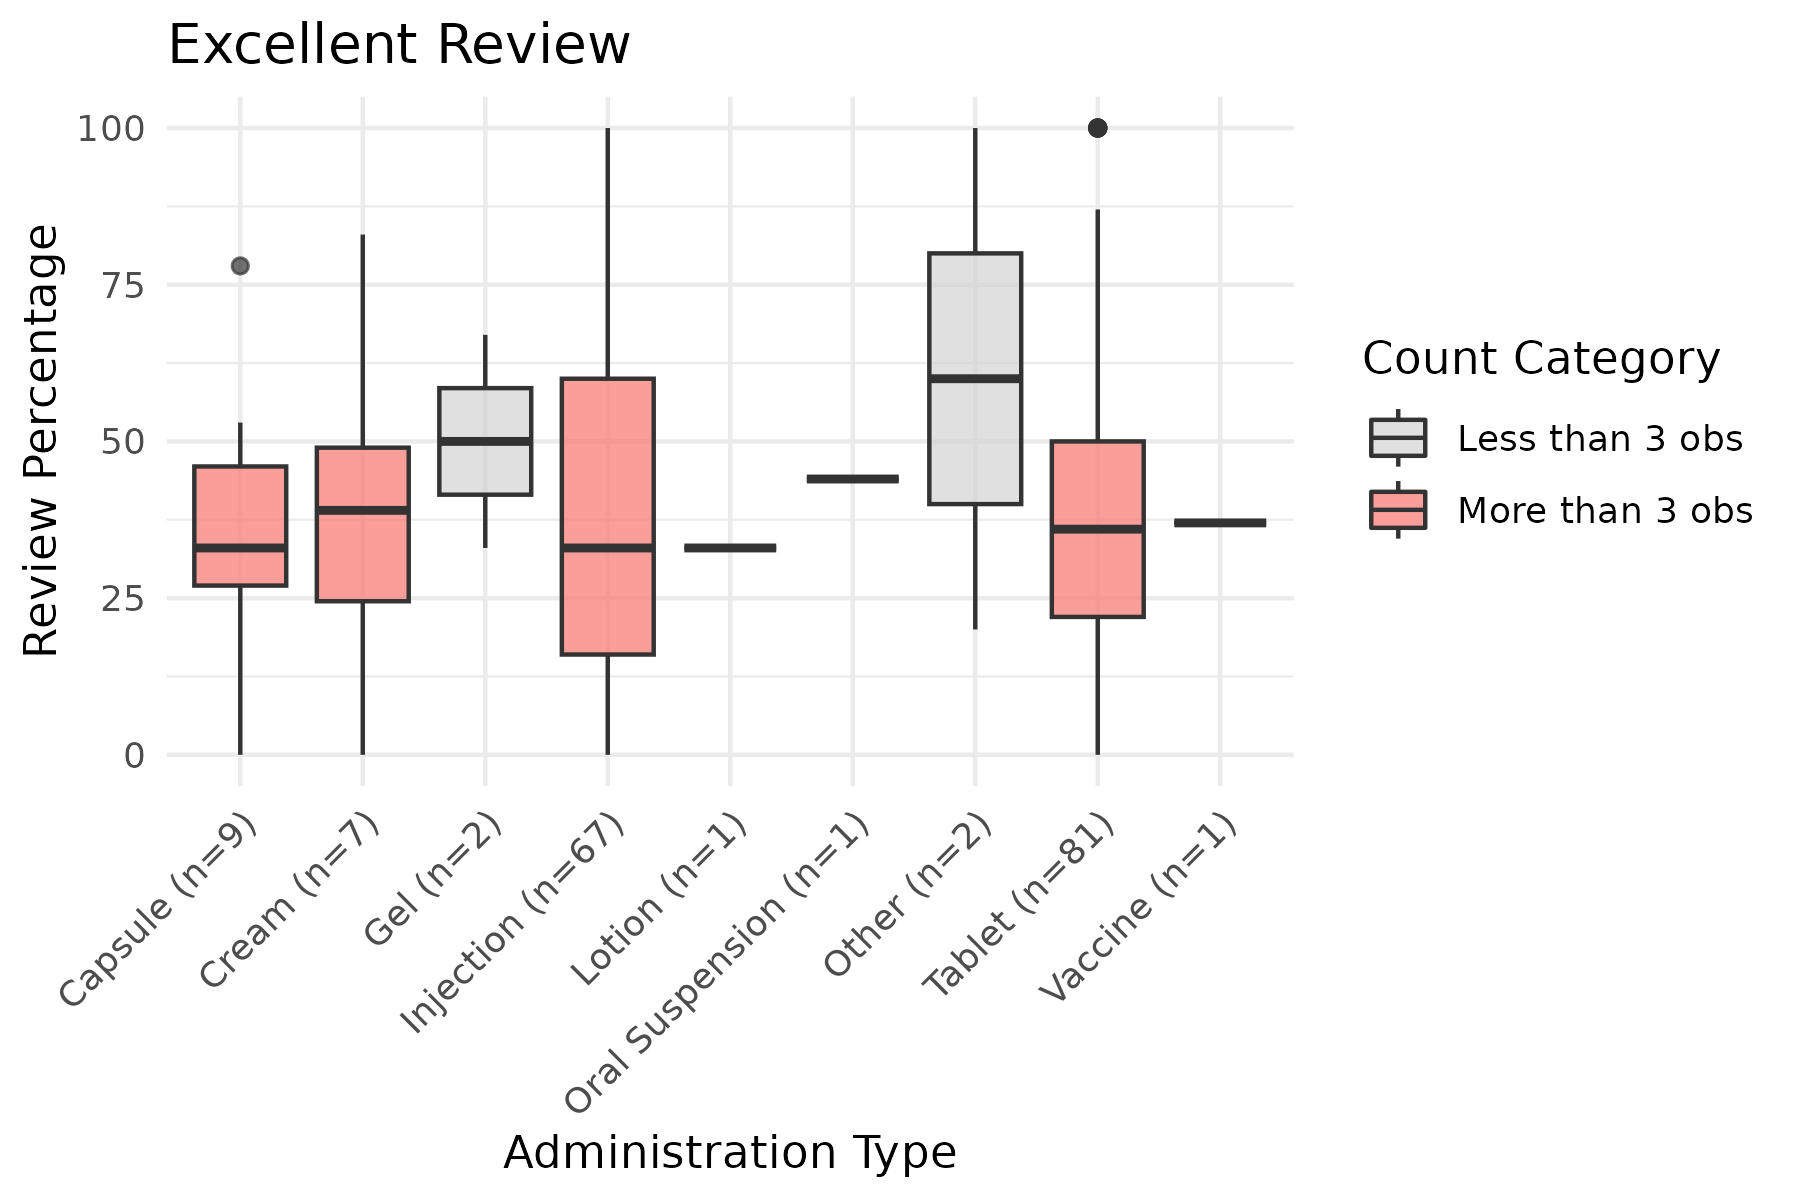 Excellent Review
Review Percentage
100
75
50
25
0
Capsule (n=9)
Cream (n=7)
Gel (n=2)
Injection (n=67)
Lotion (n=1)
Oral Suspension (n=1)
Other (n=2)
Tablet (n=81)
Vaccine (n=1)
Administration Type
Count Category
Less than 3 obs
More than 3 obs